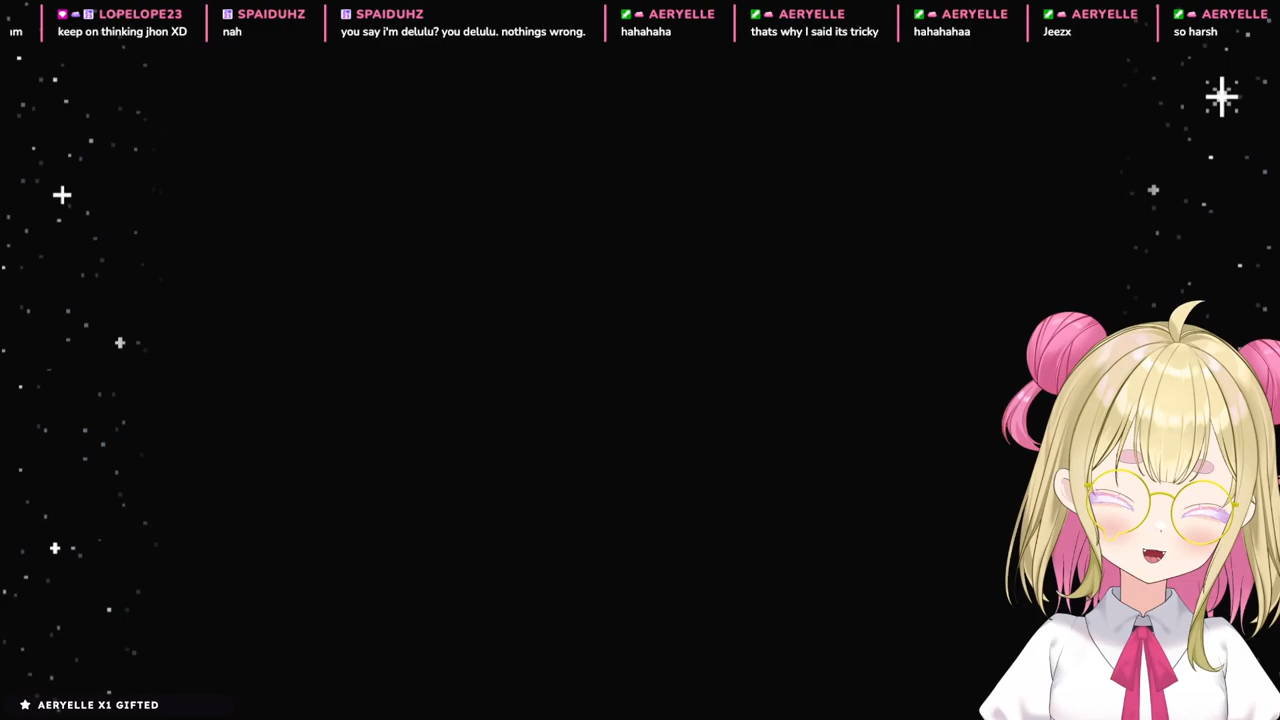 ım
LOPELOPE23
keep on thinking jhon XD
SPAIDUHZ
nah
SPAIDUHZ
you say i'm delulu? you delulu. nothings wrong.
AERYELLE
hahahaha
AERYELLE
thats why I said its tricky
AERYELLE
hahahahaa
AERYELLE
Jeezx
AERYELLE
so harsh
AERYELLE X1 GIFTED